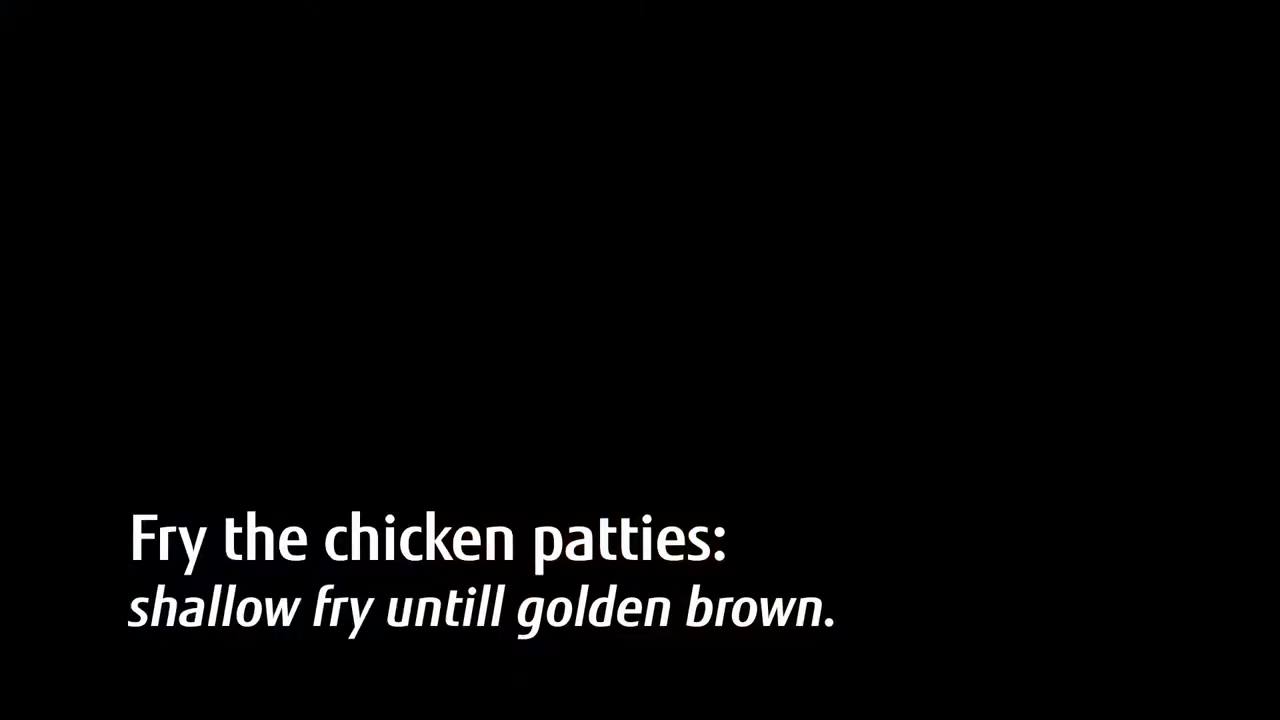 Fry the chicken patties:
shallow fry untill golden brown.